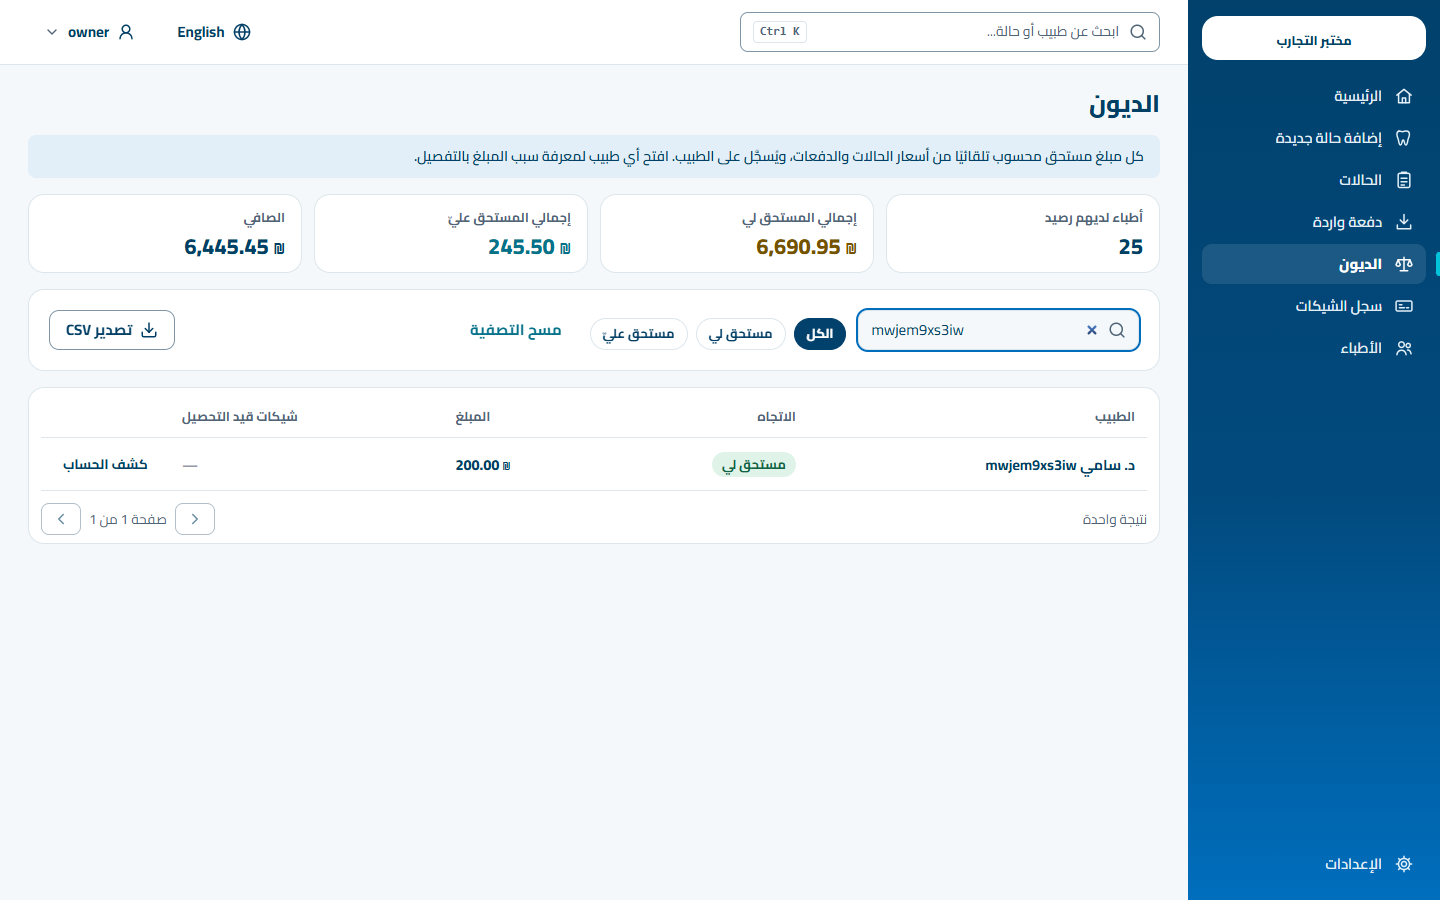 مختبر التجارب
الرئيسية
إضافة حالة جديدة
الحالات
دفعة واردة
الديون
سجل الشيكات
الأطباء
الإعدادات
ابحث عن طبيب أو حالة...
Ctrl K
English
owner
الديون
كل مبلغ مستحق محسوب تلقائيًا من أسعار الحالات والدفعات، ويُسجَّل على الطبيب. افتح أي طبيب لمعرفة سبب المبلغ بالتفصيل.
أطباء لديهم رصيد
25
إجمالي المستحق لي
₪ 6,690.95
إجمالي المستحق عليّ
₪ 245.50
الصافي
₪ 6,445.45
mwjem9xs3iw
الكل
مستحق لي
مستحق عليّ
مسح التصفية
تصدير CSV
الطبيب الاتجاه المبلغ شيكات قيد التحصيل
د. سامي mwjem9xs3iw مستحق لي ₪ 200.00 — كشف الحساب
نتيجة واحدة
صفحة 1 من 1